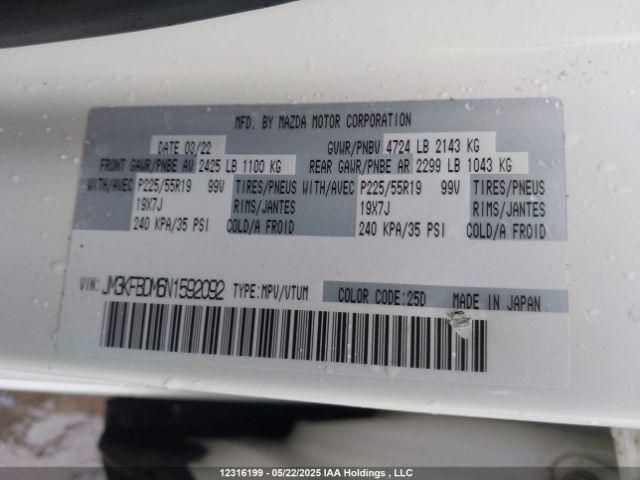 MFD. BY MAZDA MOTOR CORPORATION
DATE 03/22 GVWR/PNBV 4724 LB 2143 KG
FRONT GAWR/PNBE AV 2425 LB 1100 KG REAR GAWR/PNBE AR 2299 LB 1043 KG
WITH/AVEC P225/55R19 99V TIRES/PNEUS WITH/AVEC P225/55R19 99V TIRES/PNEUS
19X7J RIMS/JANTES 19X7J RIMS/JANTES
240 KPA/35 PSI COLD/A FROID 240 KPA/35 PSI COLD/A FROID
VIN: JM3KFBDM6N1592092 TYPE:MPV/VTUM COLOR CODE:25D MADE IN JAPAN
12316199 - 05/22/2025 IAA Holdings , LLC